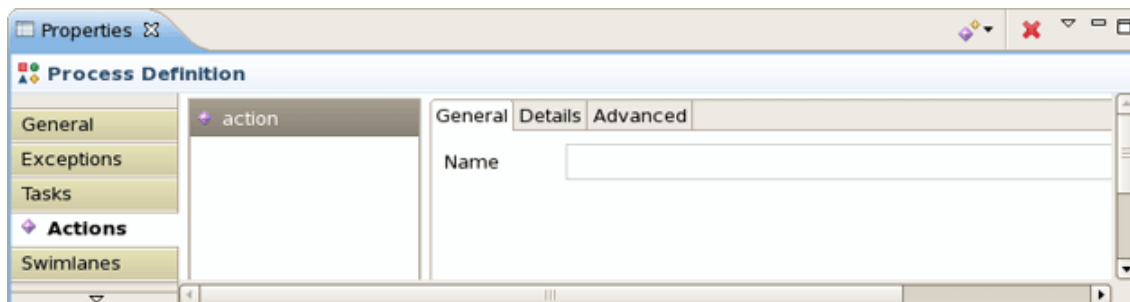 Properties
Process Definition
General
Exceptions
Tasks
Actions
Swimlanes
action
General Details Advanced
Name